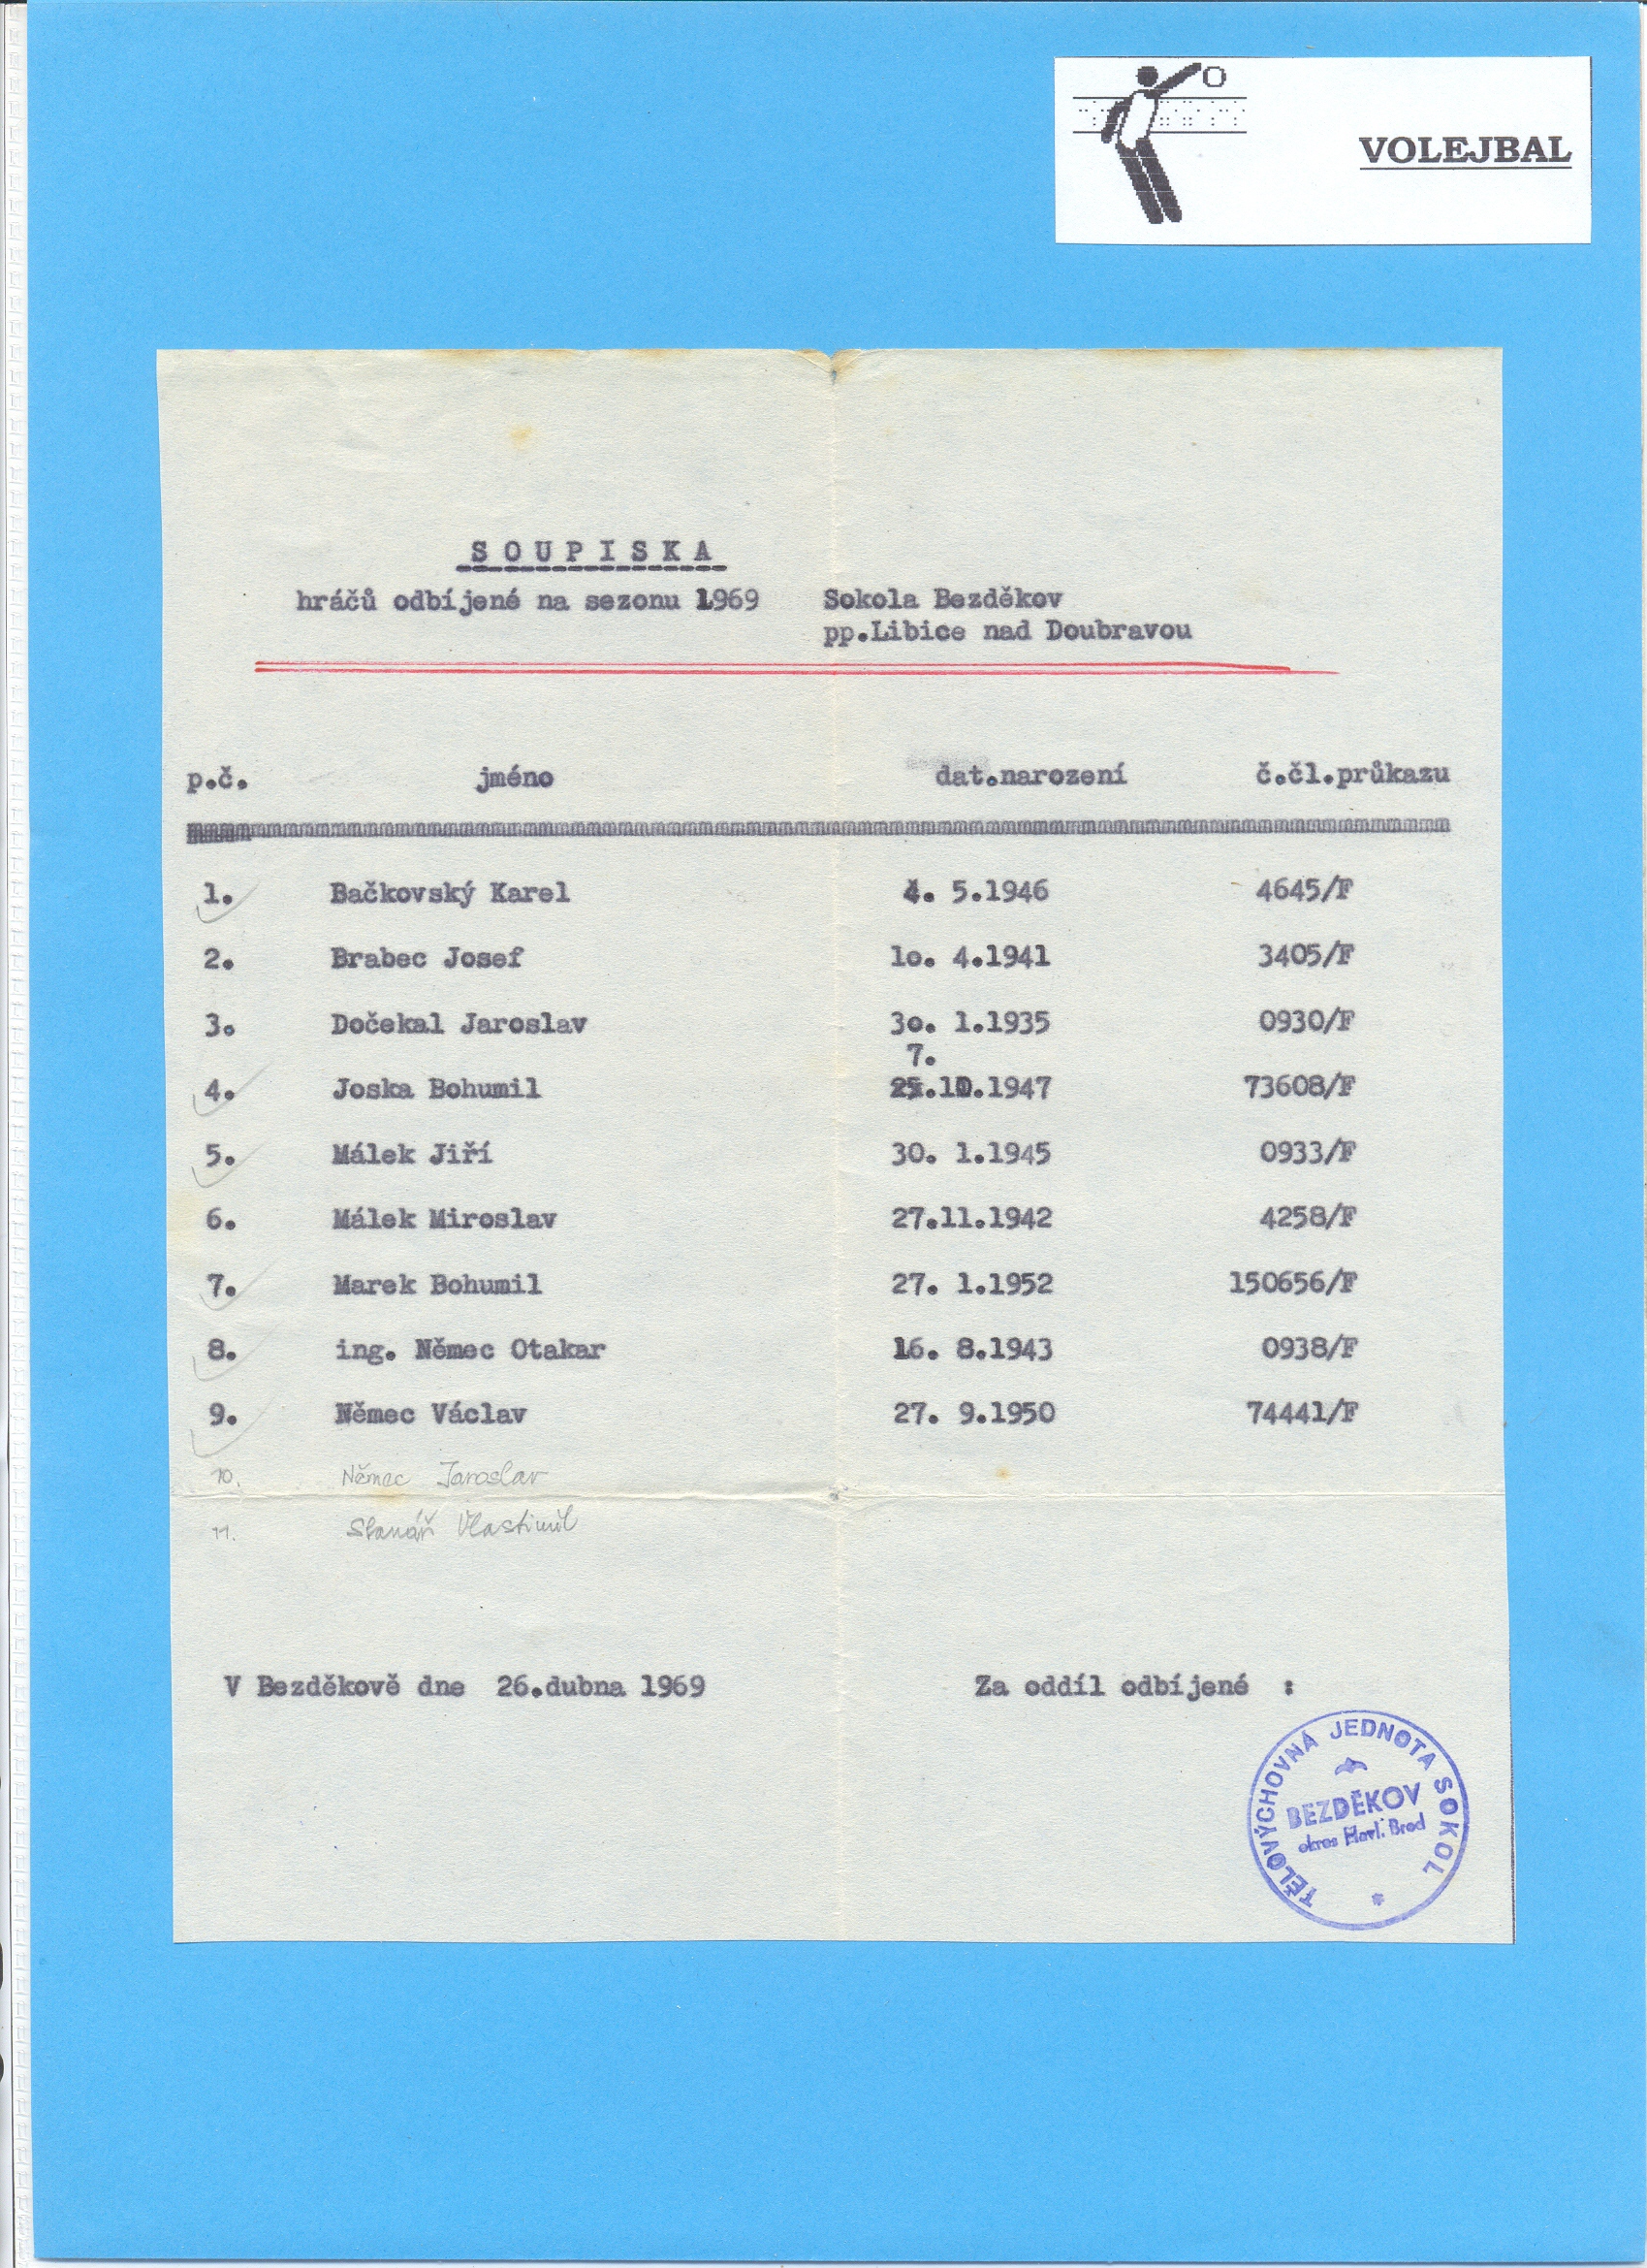 VOLEJBAL
SOUPISKA
hráčů odbíjené na sezonu 1969 Sokola Bezděkov
pp.Libice nad Doubravou
p.č. jméno dat.narození č.čl.průkazu
1. Bačkovský Karel 4. 5.1946 4645/F
2. Brabec Josef 1o. 4.1941 3405/F
3. Dočekal Jaroslav 3o. 1.1935 0930/F
7.
4. Joska Bohumil .10.1947 73608/F
5. Málek Jiří 30. 1.1945 0933/F
6. Málek Miroslav 27.11.1942 4258/F
7. Marek Bohumil 27. 1.1952 150656/F
8. ing. Němec Otakar 16. 8.1943 0938/F
9. Němec Václav 27. 9.1950 74441/F
10. Němec Jaroslav
11. Vlastimil
V Bezděkově dne 26.dubna 1969 Za oddíl odbíjené :
TĚLOVÝCHOVNÁ JEDNOTA SOKOL
BEZDĚKOV
okres Havl. Brod